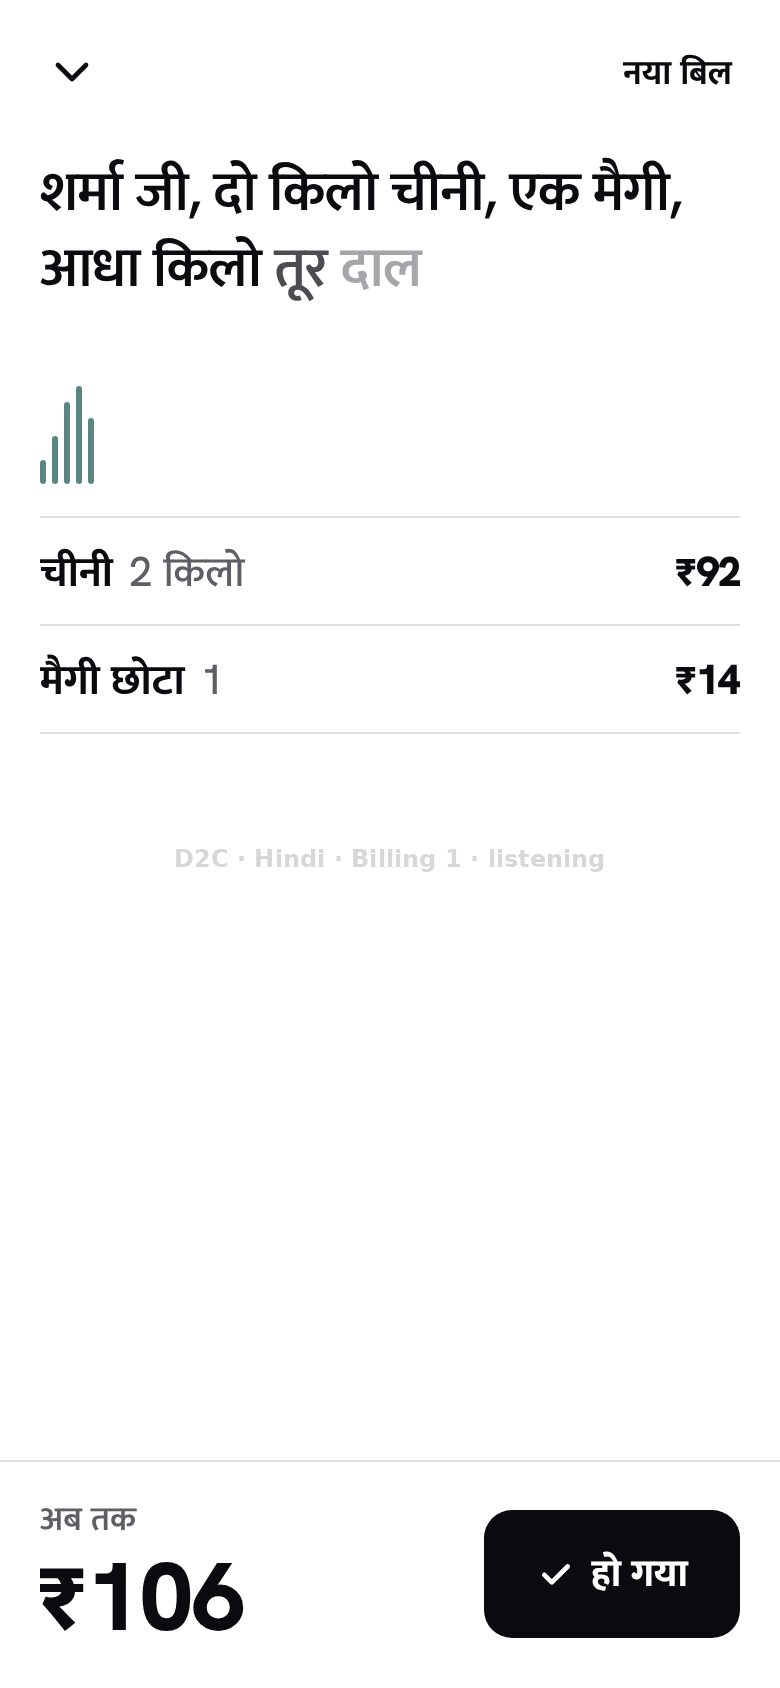 नया बिल
शर्मा जी, दो किलो चीनी, एक मैगी,
आधा किलो तूर दाल
चीनी 2 किलो ₹92
मैगी छोटा 1 ₹14
D2C · Hindi · Billing 1 · listening
अब तक
₹106
हो गया